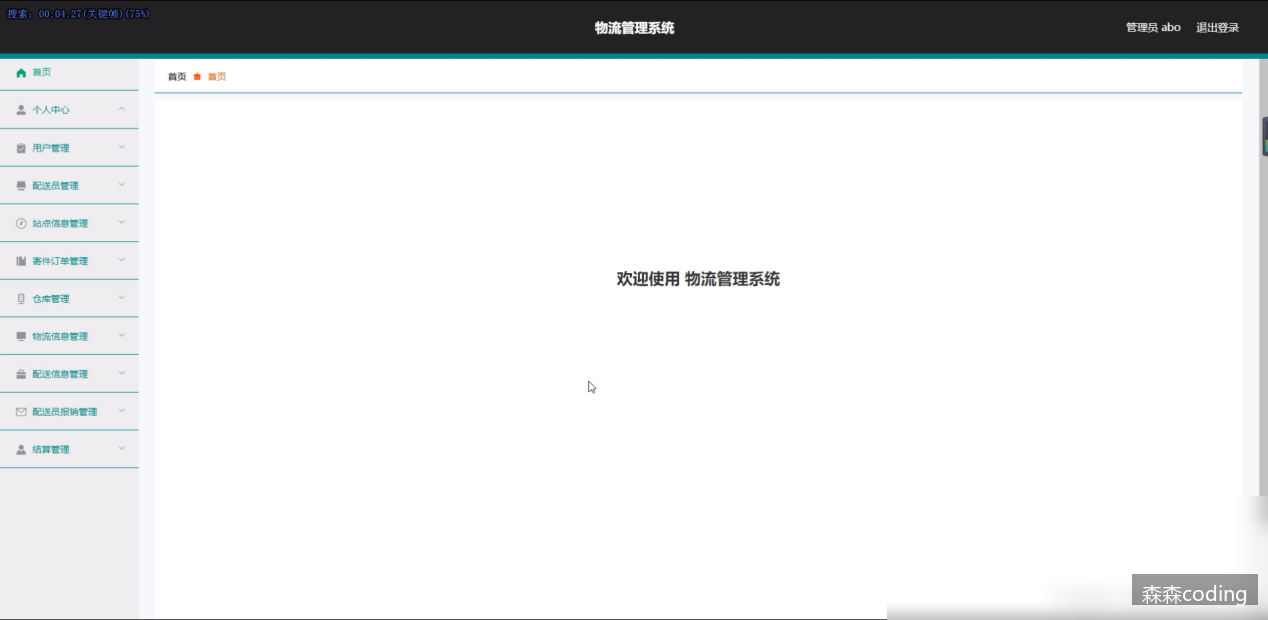 搜索: 00:04:27(关键帧)(75%)
物流管理系统
管理员 abo 退出登录
首页
个人中心
用户管理
配送员管理
站点信息管理
寄件订单管理
仓库管理
物流信息管理
配送信息管理
配送员报销管理
结算管理
首页 首页
欢迎使用 物流管理系统
森森coding